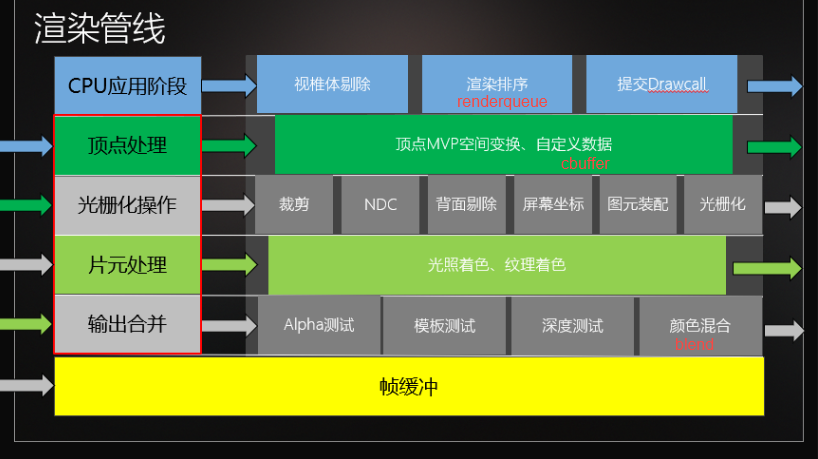 渲染管线
CPU应用阶段
视椎体剔除
渲染排序
renderqueue
提交Drawcall
顶点处理
顶点MVP空间变换、自定义数据
cbuffer
光栅化操作
裁剪
NDC
背面剔除
屏幕坐标
图元装配
光栅化
片元处理
光照着色、纹理着色
输出合并
Alpha测试
模板测试
深度测试
颜色混合
blend
帧缓冲